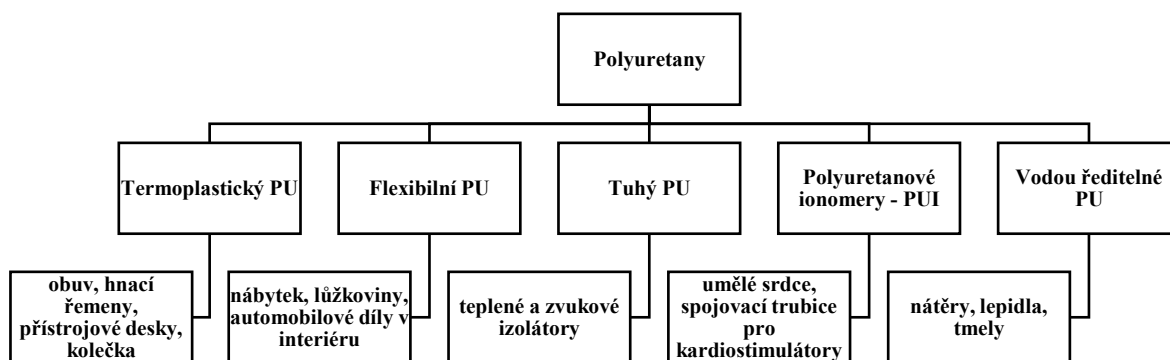 Polyuretany
Termoplastický PU
Flexibilní PU
Tuhý PU
Polyuretanové
ionomery - PUI
Vodou ředitelné
PU
obuv, hnací
řemeny,
přístrojové desky,
kolečka
nábytek, lůžkoviny,
automobilové díly v
interiéru
teplené a zvukové
izolátory
umělé srdce,
spojovací trubice
pro
kardiostimulátory
nátěry, lepidla,
tmely